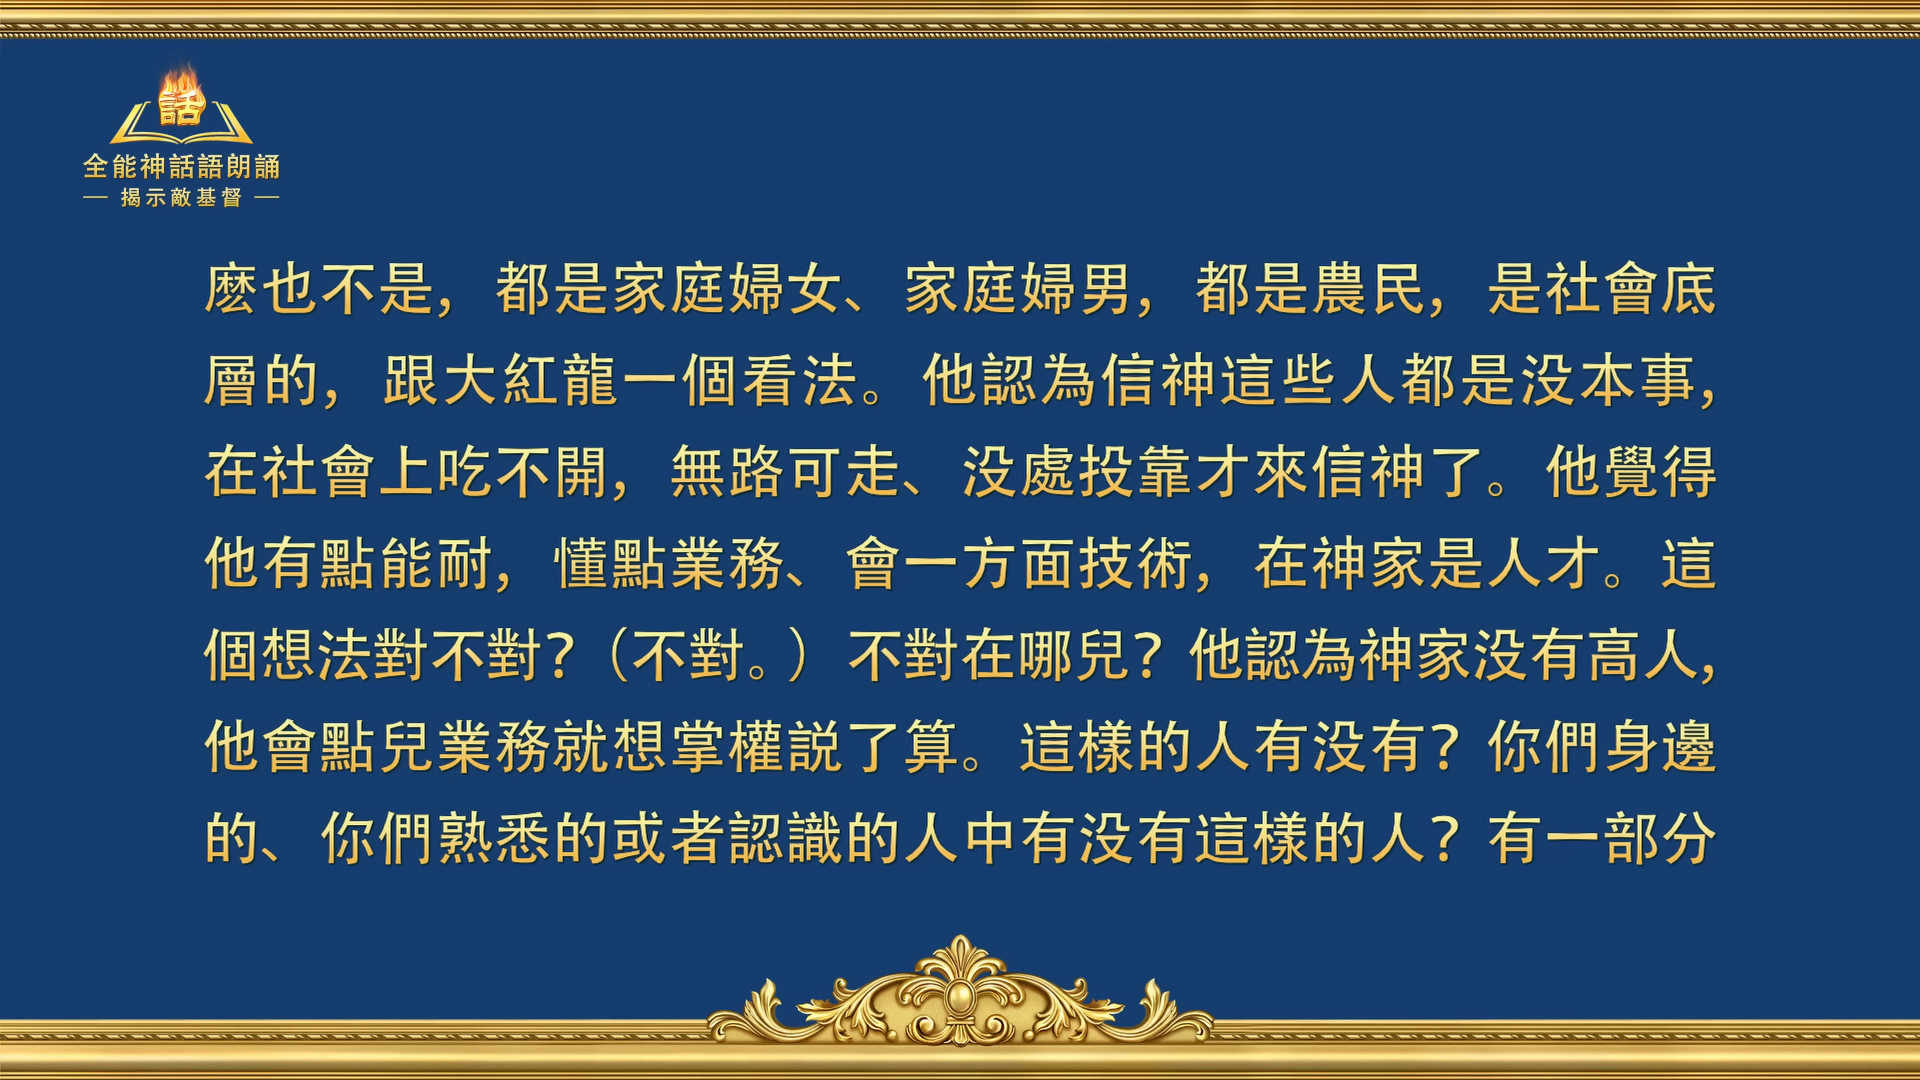 話
全能神話語朗誦
— 揭示敵基督 —
麽也不是，都是家庭婦女、家庭婦男，都是農民，是社會底
層的，跟大紅龍一個看法。他認為信神這些人都是没本事，
在社會上吃不開，無路可走、没處投靠才來信神了。他覺得
他有點能耐，懂點業務、會一方面技術，在神家是人才。這
個想法對不對？（不對。）不對在哪兒？他認為神家没有高人，
他會點兒業務就想掌權説了算。這樣的人有没有？你們身邊
的、你們熟悉的或者認識的人中有没有這樣的人？有一部分